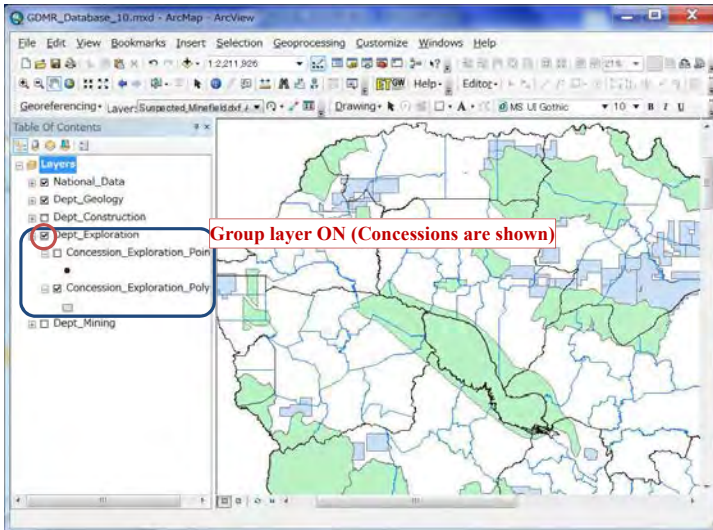 GDMR_Database_10.mxd - ArcMap - ArcView
File Edit View Bookmarks Insert Selection Geoprocessing Customize Windows Help
1:2,211,926
21%
ETGW Help▾ Editor▾
Georeferencing▾ Layer: Suspected_Minefield.dxf
Drawing▾ A MS UI Gothic 10 B I U
Table Of Contents
Layers
National_Data
Dept_Geology
Dept_Construction
Dept_Exploration
Group layer ON (Concessions are shown)
Concession_Exploration_Poin
Concession_Exploration_Poly
Dept_Mining